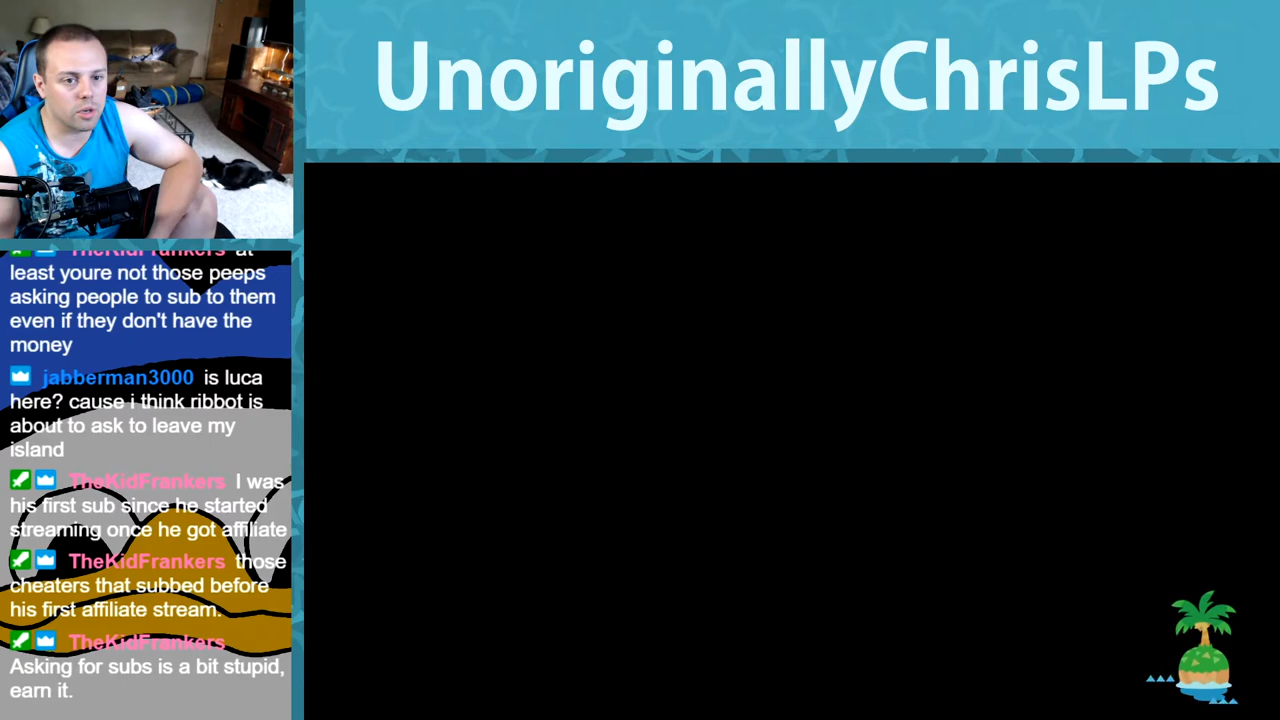 UnoriginallyChrisLPs
TheKidFrankers at
least youre not those peeps
asking people to sub to them
even if they don't have the
money
jabberman3000 is luca
here? cause i think ribbot is
about to ask to leave my
island
TheKidFrankers I was
his first sub since he started
streaming once he got affiliate
TheKidFrankers those
cheaters that subbed before
his first affiliate stream.
TheKidFrankers
Asking for subs is a bit stupid,
earn it.